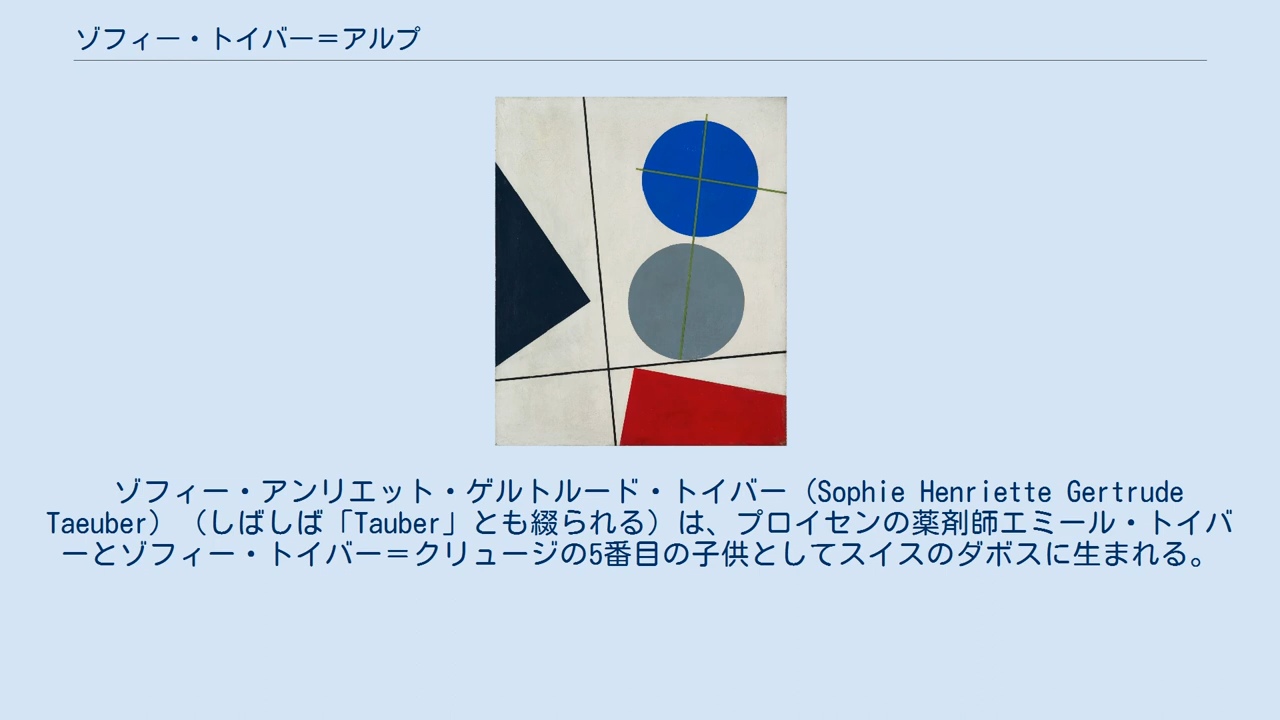 ゾフィー・トイバー＝アルプ
ゾフィー・アンリエット・ゲルトルード・トイバー（Sophie Henriette Gertrude
Taeuber）（しばしば「Tauber」とも綴られる）は、プロイセンの薬剤師エミール・トイバ
ーとゾフィー・トイバー＝クリュージの5番目の子供としてスイスのダボスに生まれる。